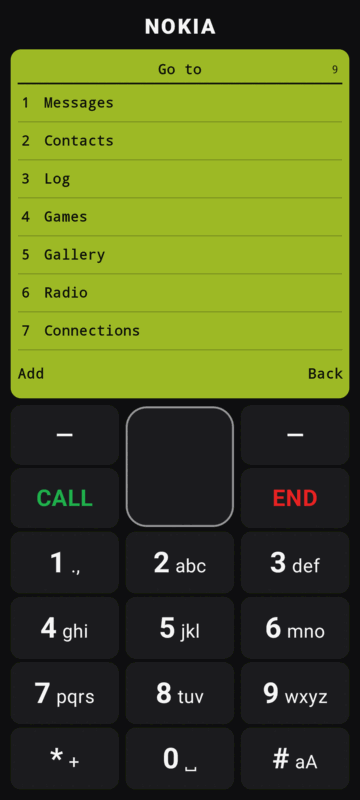 NOKIA
Go to 9
1 Messages
2 Contacts
3 Log
4 Games
5 Gallery
6 Radio
7 Connections
Add Back
– –
CALL END
1 ., 2 abc 3 def
4 ghi 5 jkl 6 mno
7 pqrs 8 tuv 9 wxyz
* + 0 ⎵ # aA